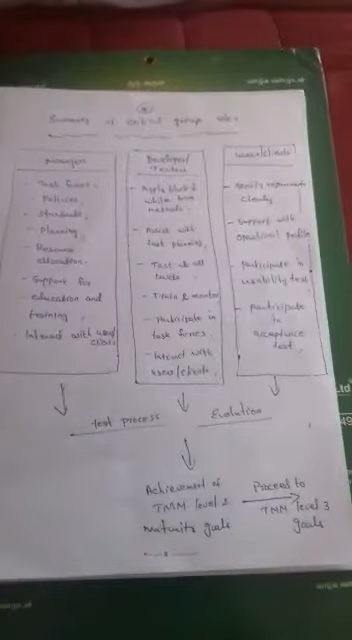 Summary of critical group roles
Managers
- Task forces,
Policies,
- Standards,
- Planning,
- Resource
allocation,
- Support for
- education and
training,
- Interact with user/
clients
Developer/
Testers
- Apply black &
white box
methods.
- Assist with
test planning,
- Test at all
levels
- Train & mentor
- Participate in
task forces.
- Interact with
users/clients.
Users/clients
- Specify requirements
clearly
- Support with
Operational profile
- Participate in
usability test.
- Participate
in
acceptance
test.
Test process Evolution
Achievement of
TMM level 2
maturity goals
Proceed to
TMM level 3
goals
- x -
Ltd